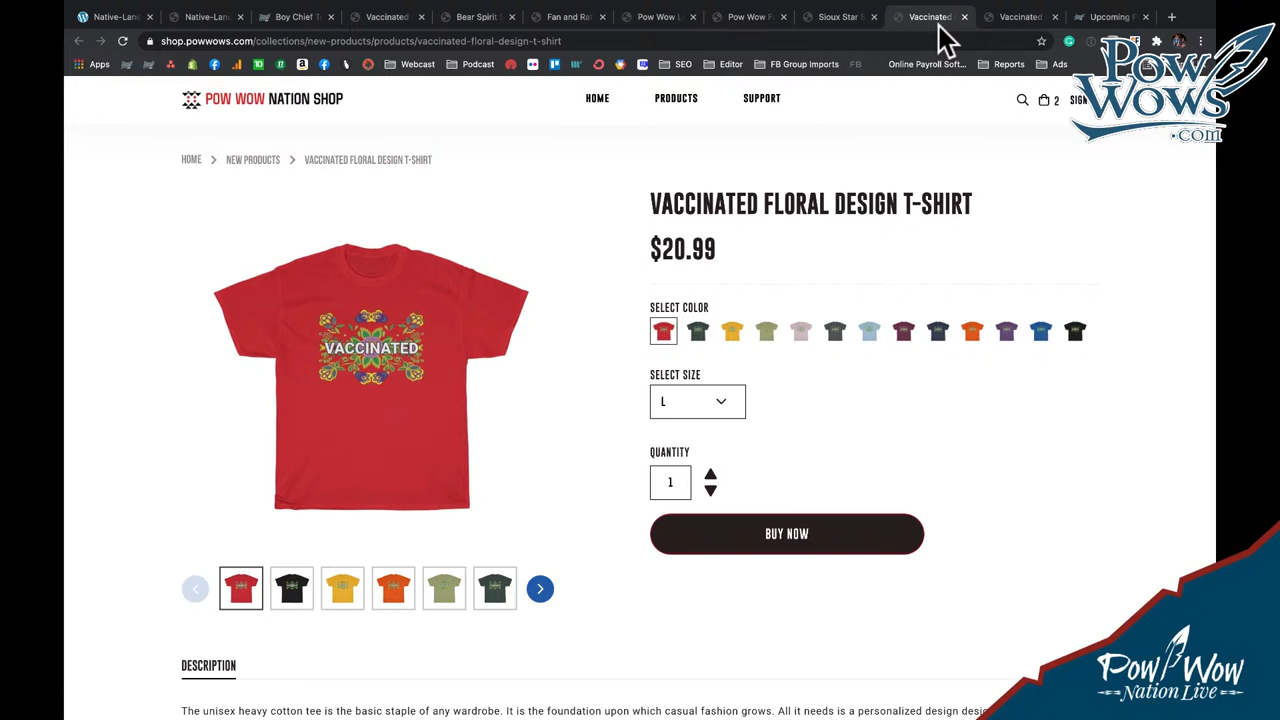 Native-Lan
Native-Lan
Boy Chief T
Vaccinated
Bear Spirit S
Fan and Rat
Pow Wow L
Pow Wow F
Sioux Star S
Vaccinated
Vaccinated
Upcoming P
shop.powwows.com/collections/new-products/products/vaccinated-floral-design-t-shirt
Apps
Webcast
Podcast
SEO
Editor
FB Group Imports
FB
Online Payroll Soft...
Reports
Ads
Pow
Wows
.com
POW WOW NATION SHOP
HOME
PRODUCTS
SUPPORT
2
SIGN
HOME > NEW PRODUCTS > VACCINATED FLORAL DESIGN T-SHIRT
VACCINATED FLORAL DESIGN T-SHIRT
$20.99
SELECT COLOR
VACCINATED
SELECT SIZE
L
QUANTITY
1
BUY NOW
DESCRIPTION
The unisex heavy cotton tee is the basic staple of any wardrobe. It is the foundation upon which casual fashion grows. All it needs is a personalized design
Pow Wow
Nation Live